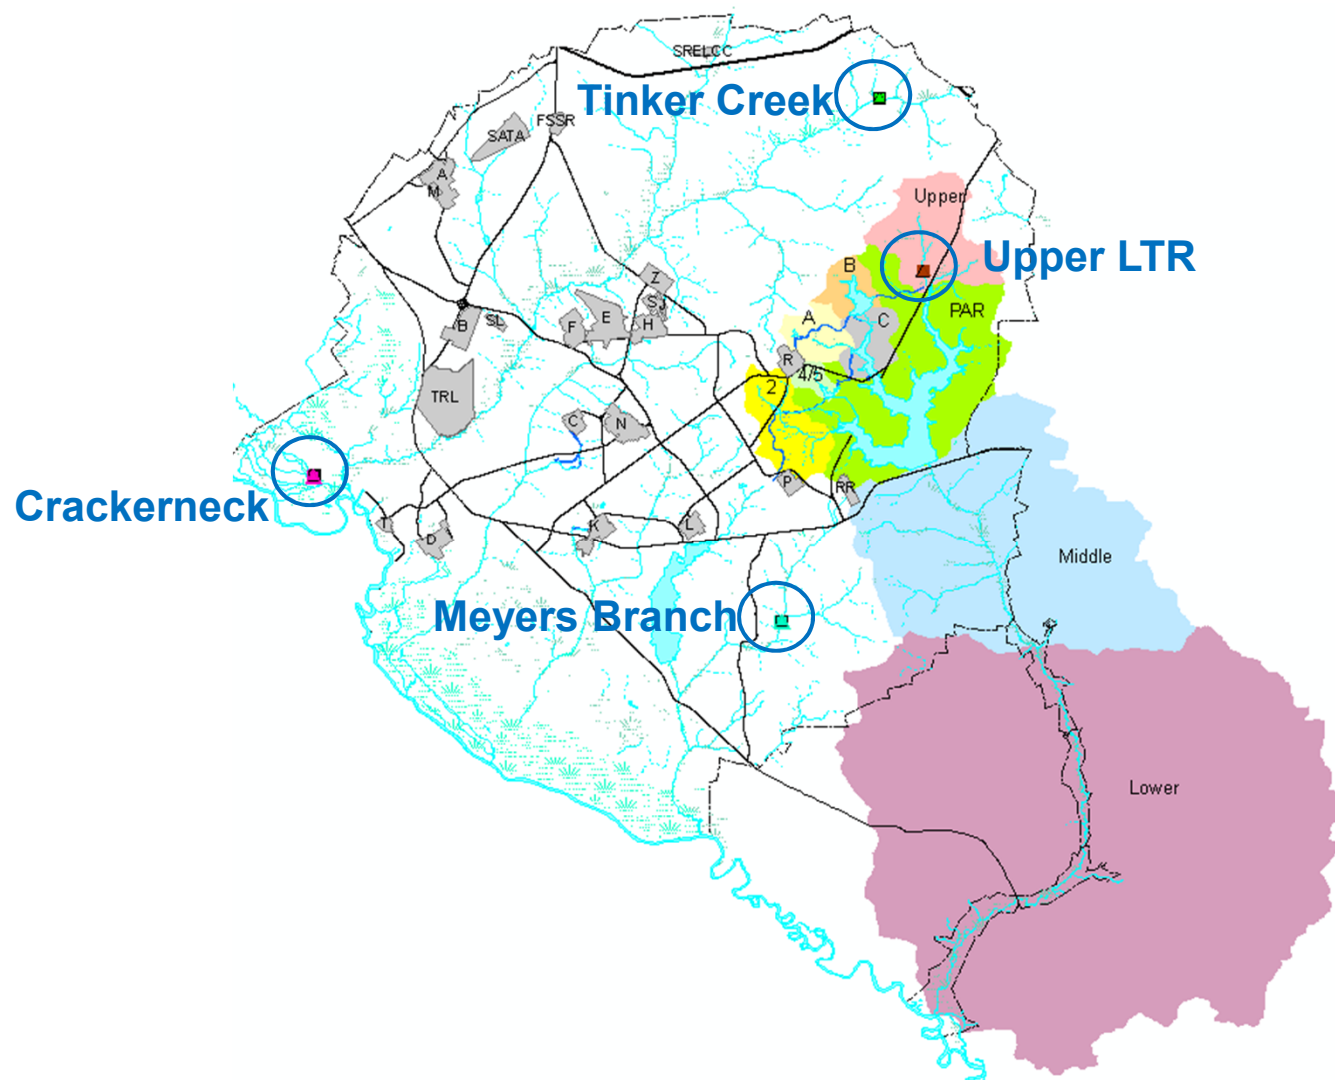 SRELCC
Tinker Creek
FSSR
SATA
A
M
Upper
Upper LTR
B
Z
S
J
PAR
A
C
F
E
H
B
SL
R
4/5
2
TRL
C
N
Crackerneck
P
RR
T
D
K
L
Middle
Meyers Branch
Lower